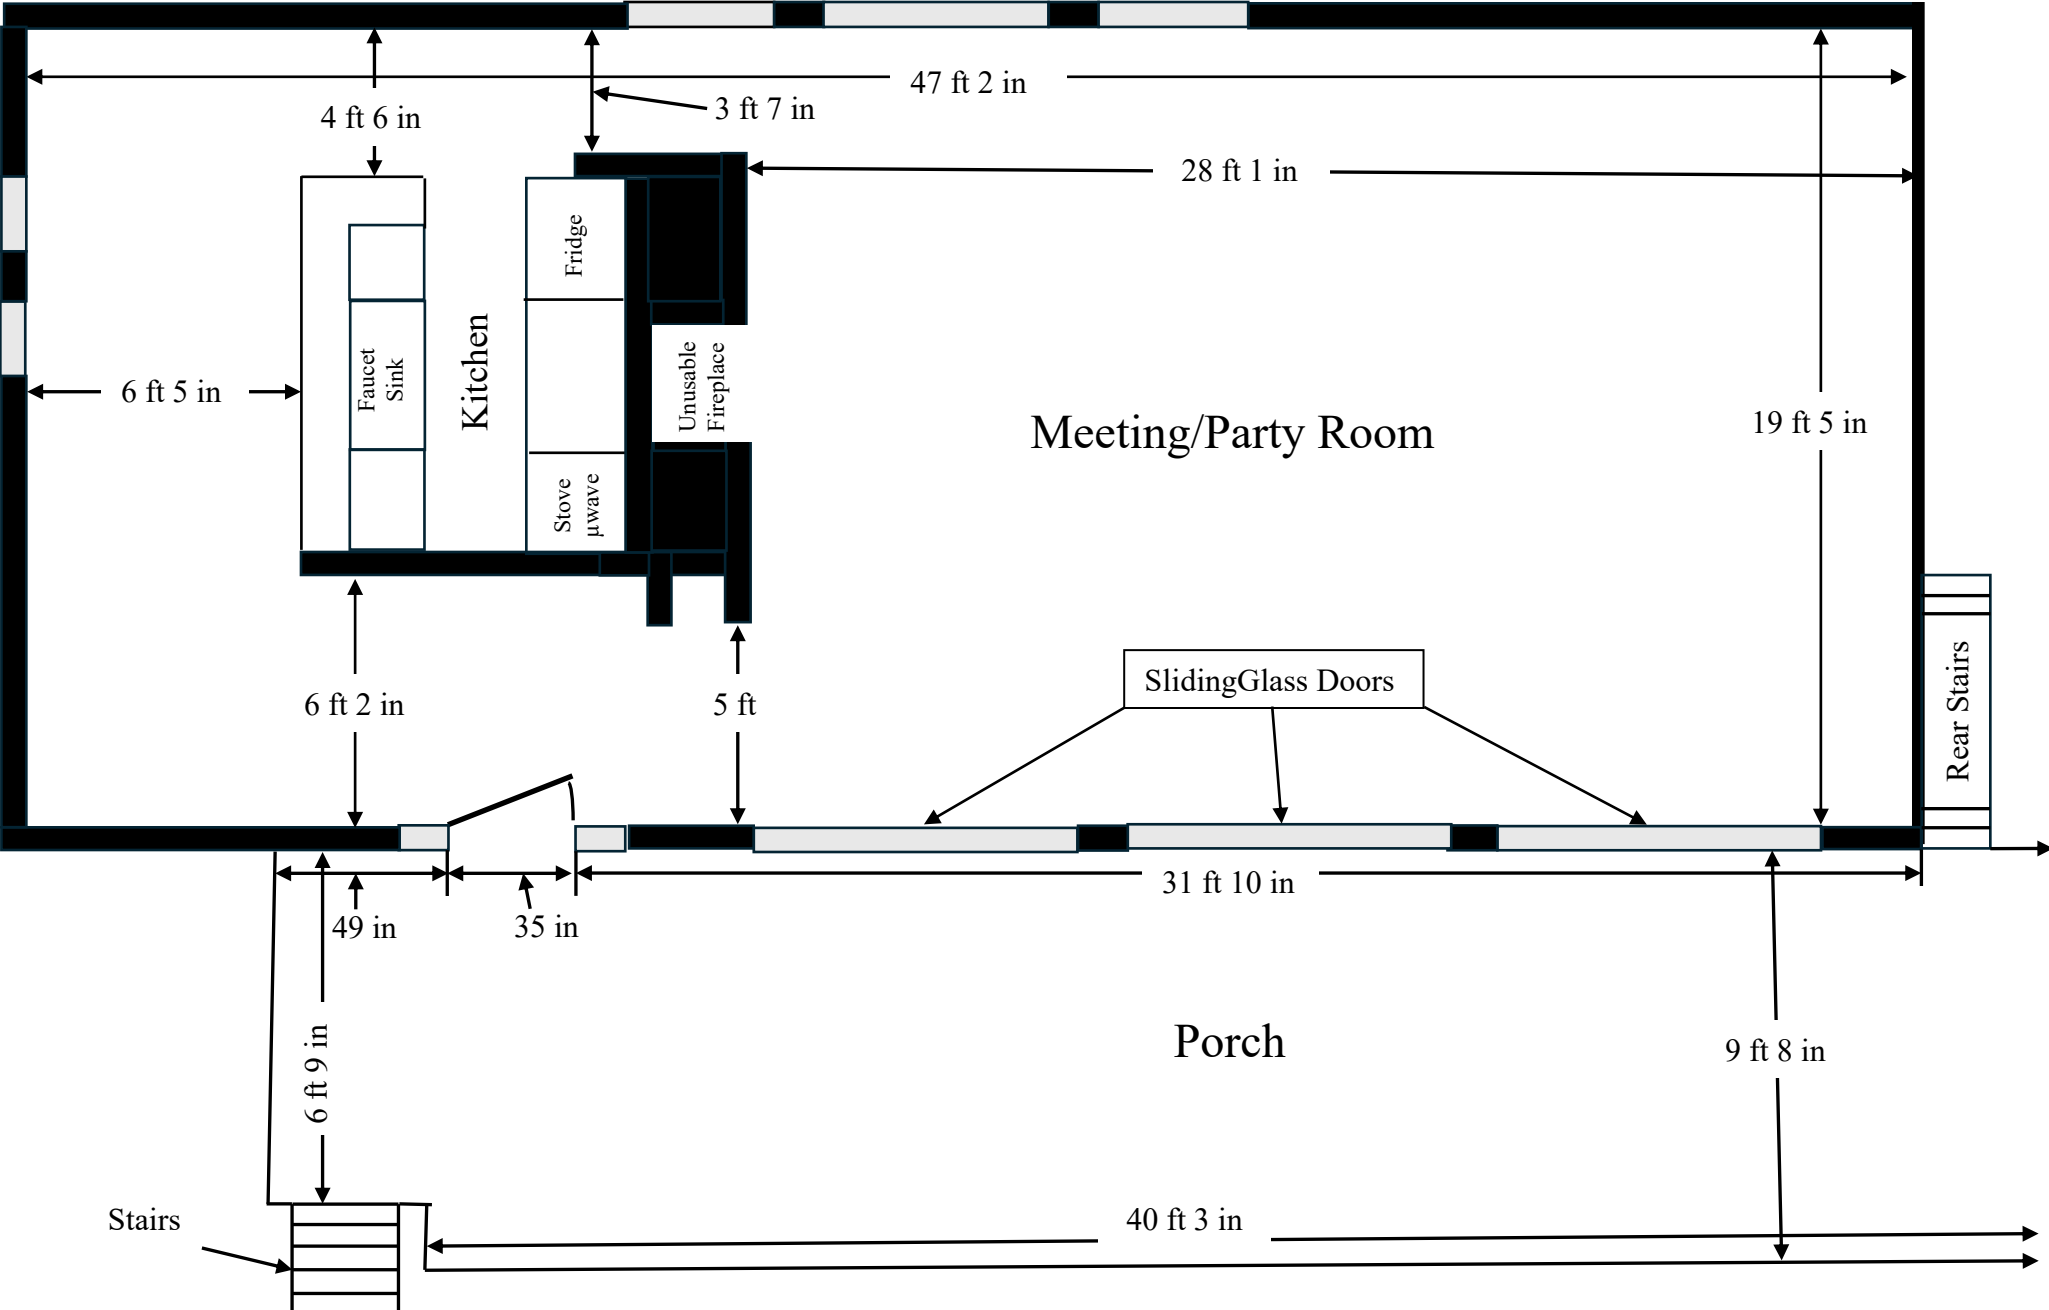 47 ft 2 in
3 ft 7 in
4 ft 6 in
28 ft 1 in
Fridge
Kitchen
Faucet
Sink
Unusable
Fireplace
6 ft 5 in
Meeting/Party Room
19 ft 5 in
Stove
µwave
SlidingGlass Doors
Rear Stairs
6 ft 2 in
5 ft
31 ft 10 in
49 in
35 in
Porch
6 ft 9 in
9 ft 8 in
Stairs
40 ft 3 in